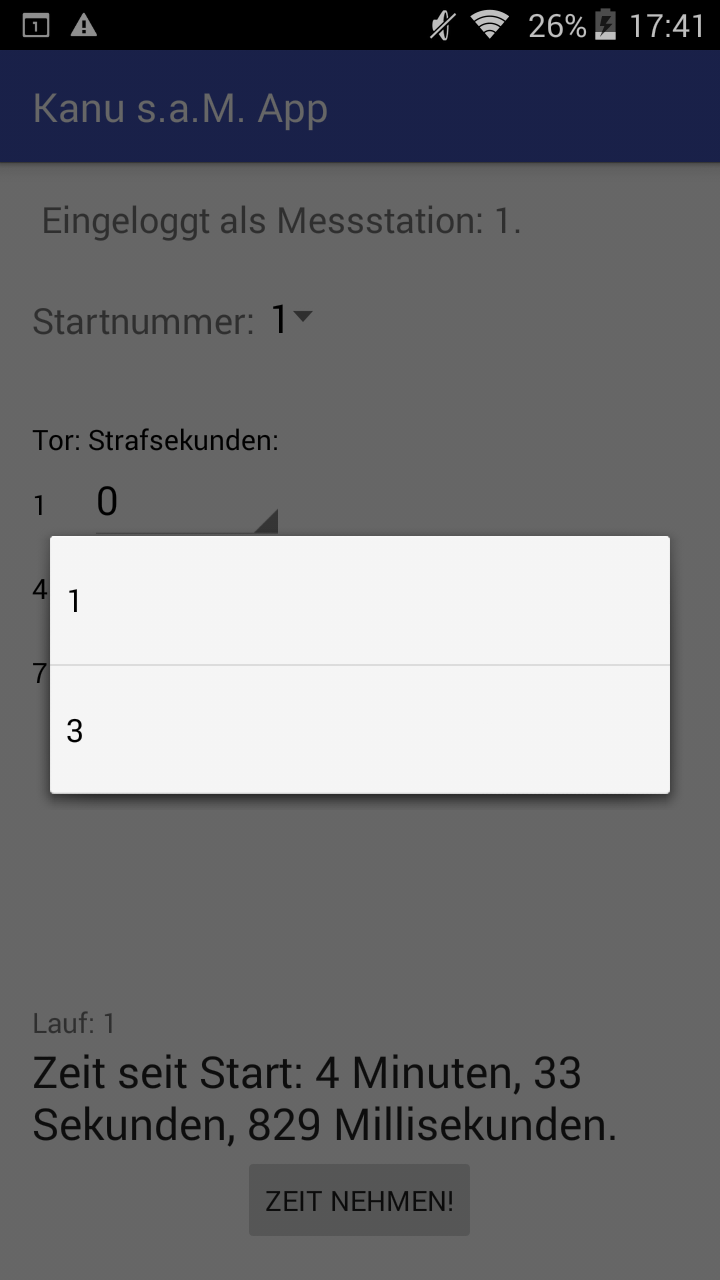 1
26% 17:41
Kanu s.a.M. App
Eingeloggt als Messstation: 1.
Startnummer: 1
Tor: Strafsekunden:
1 0
4
1
7
3
Lauf: 1
Zeit seit Start: 4 Minuten, 33
Sekunden, 829 Millisekunden.
ZEIT NEHMEN!